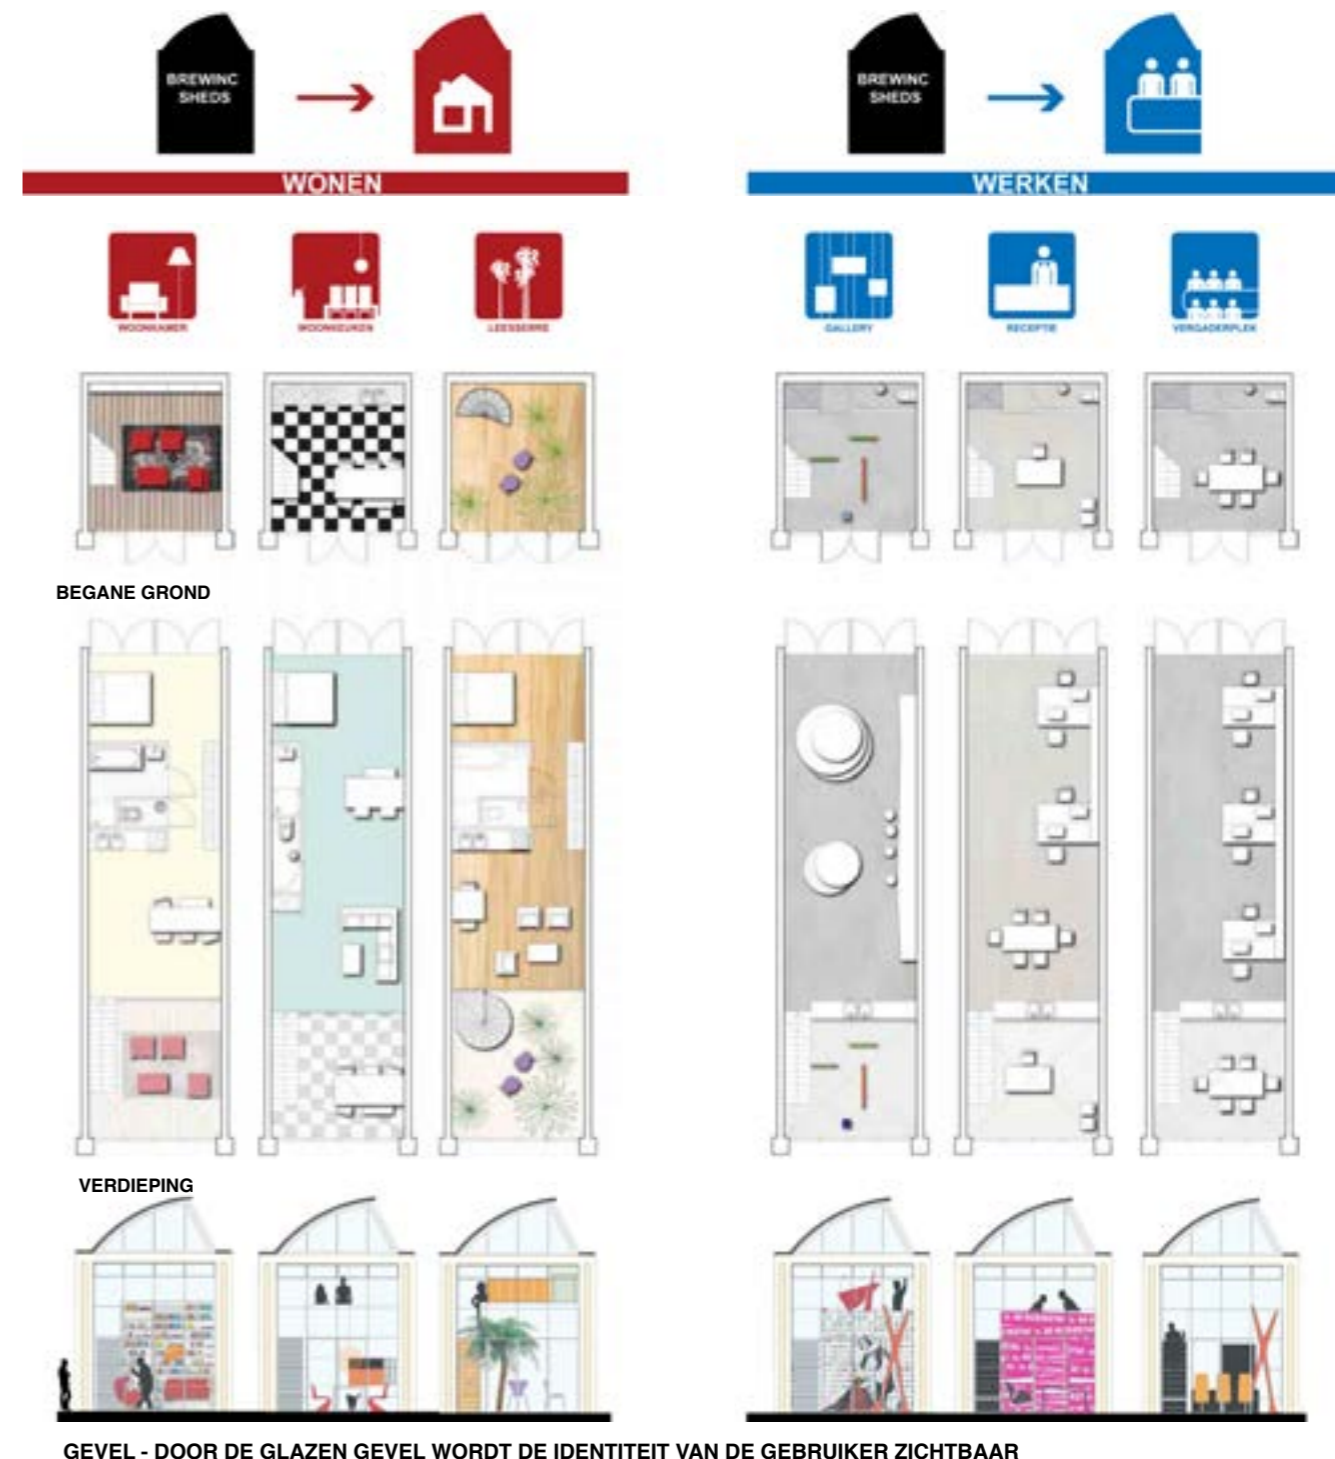 BREWINC
SHEDS
BREWINC
SHEDS
WONEN
WERKEN
WOONKAMER
WOONKEUKEN
LEESSERRE
GALLERY
RECEPTIE
VERGADERPLEK
BEGANE GROND
VERDIEPING
GEVEL - DOOR DE GLAZEN GEVEL WORDT DE IDENTITEIT VAN DE GEBRUIKER ZICHTBAAR